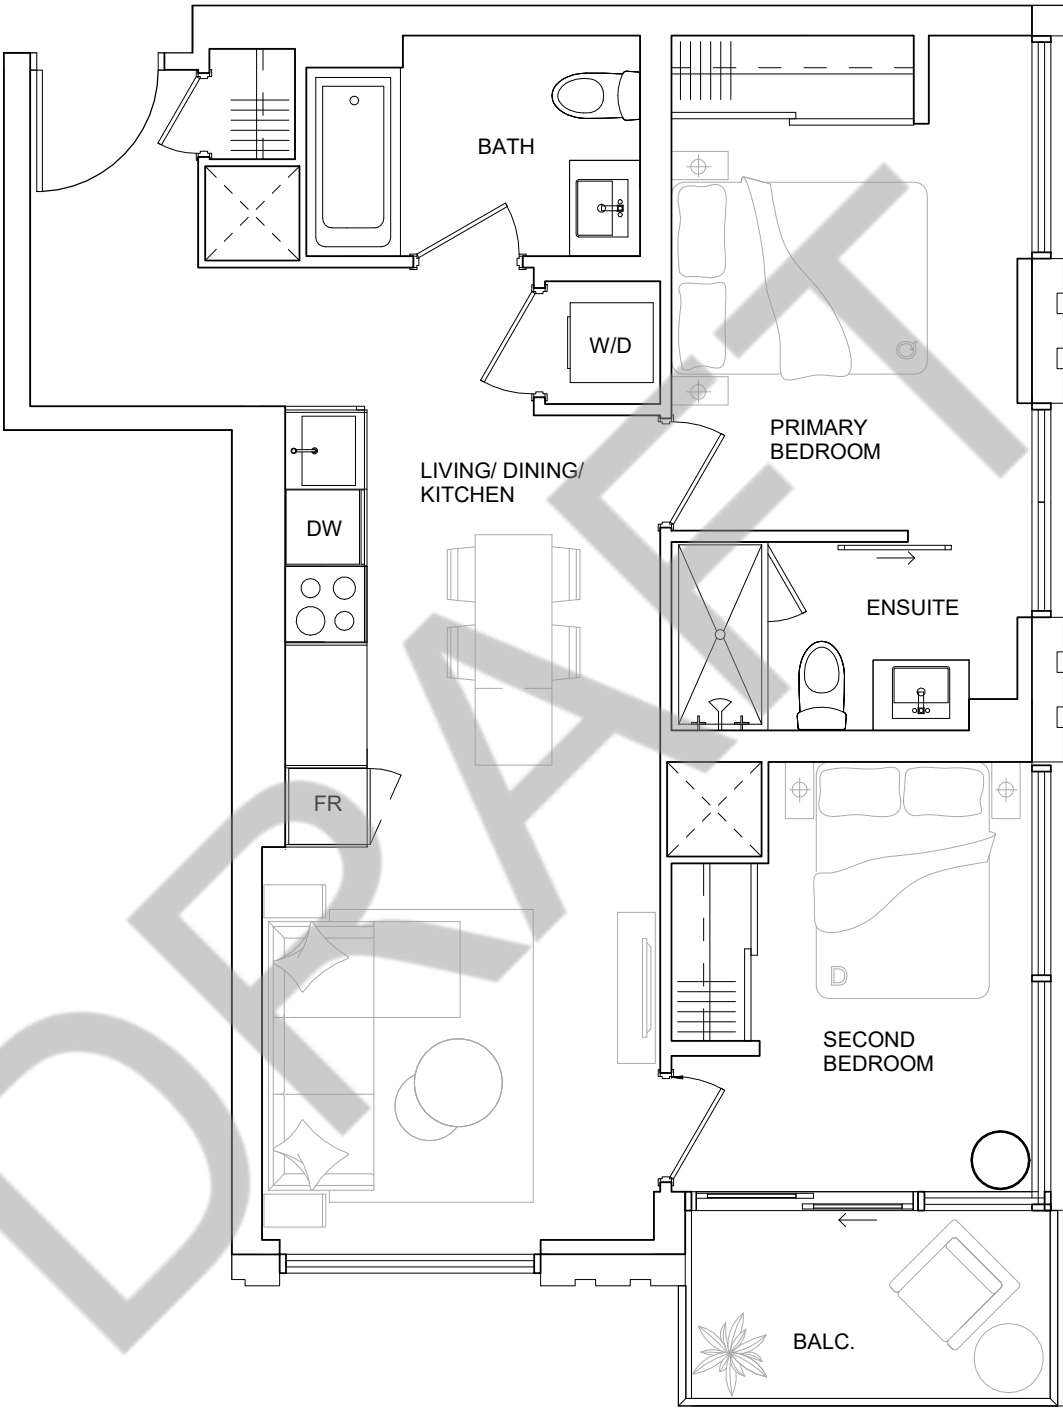 BATH
W/D
PRIMARY
BEDROOM
LIVING/ DINING/
KITCHEN
DW
ENSUITE
FR
D
SECOND
BEDROOM
BALC.
DRAFT
Q